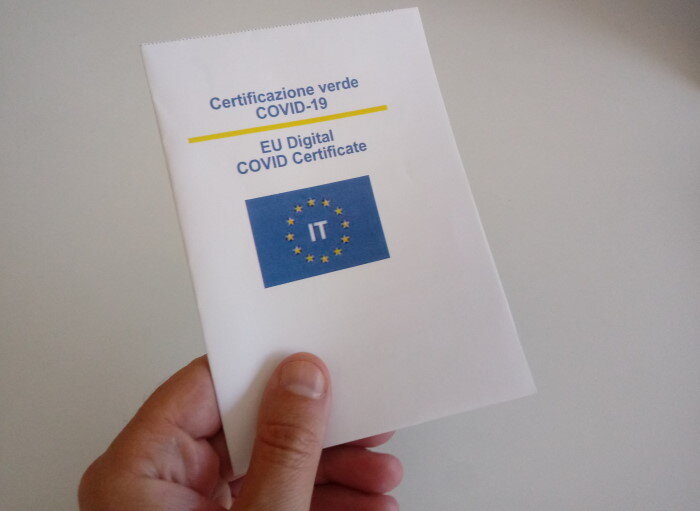 Certificazione verde
COVID-19
EU Digital
COVID Certificate
IT